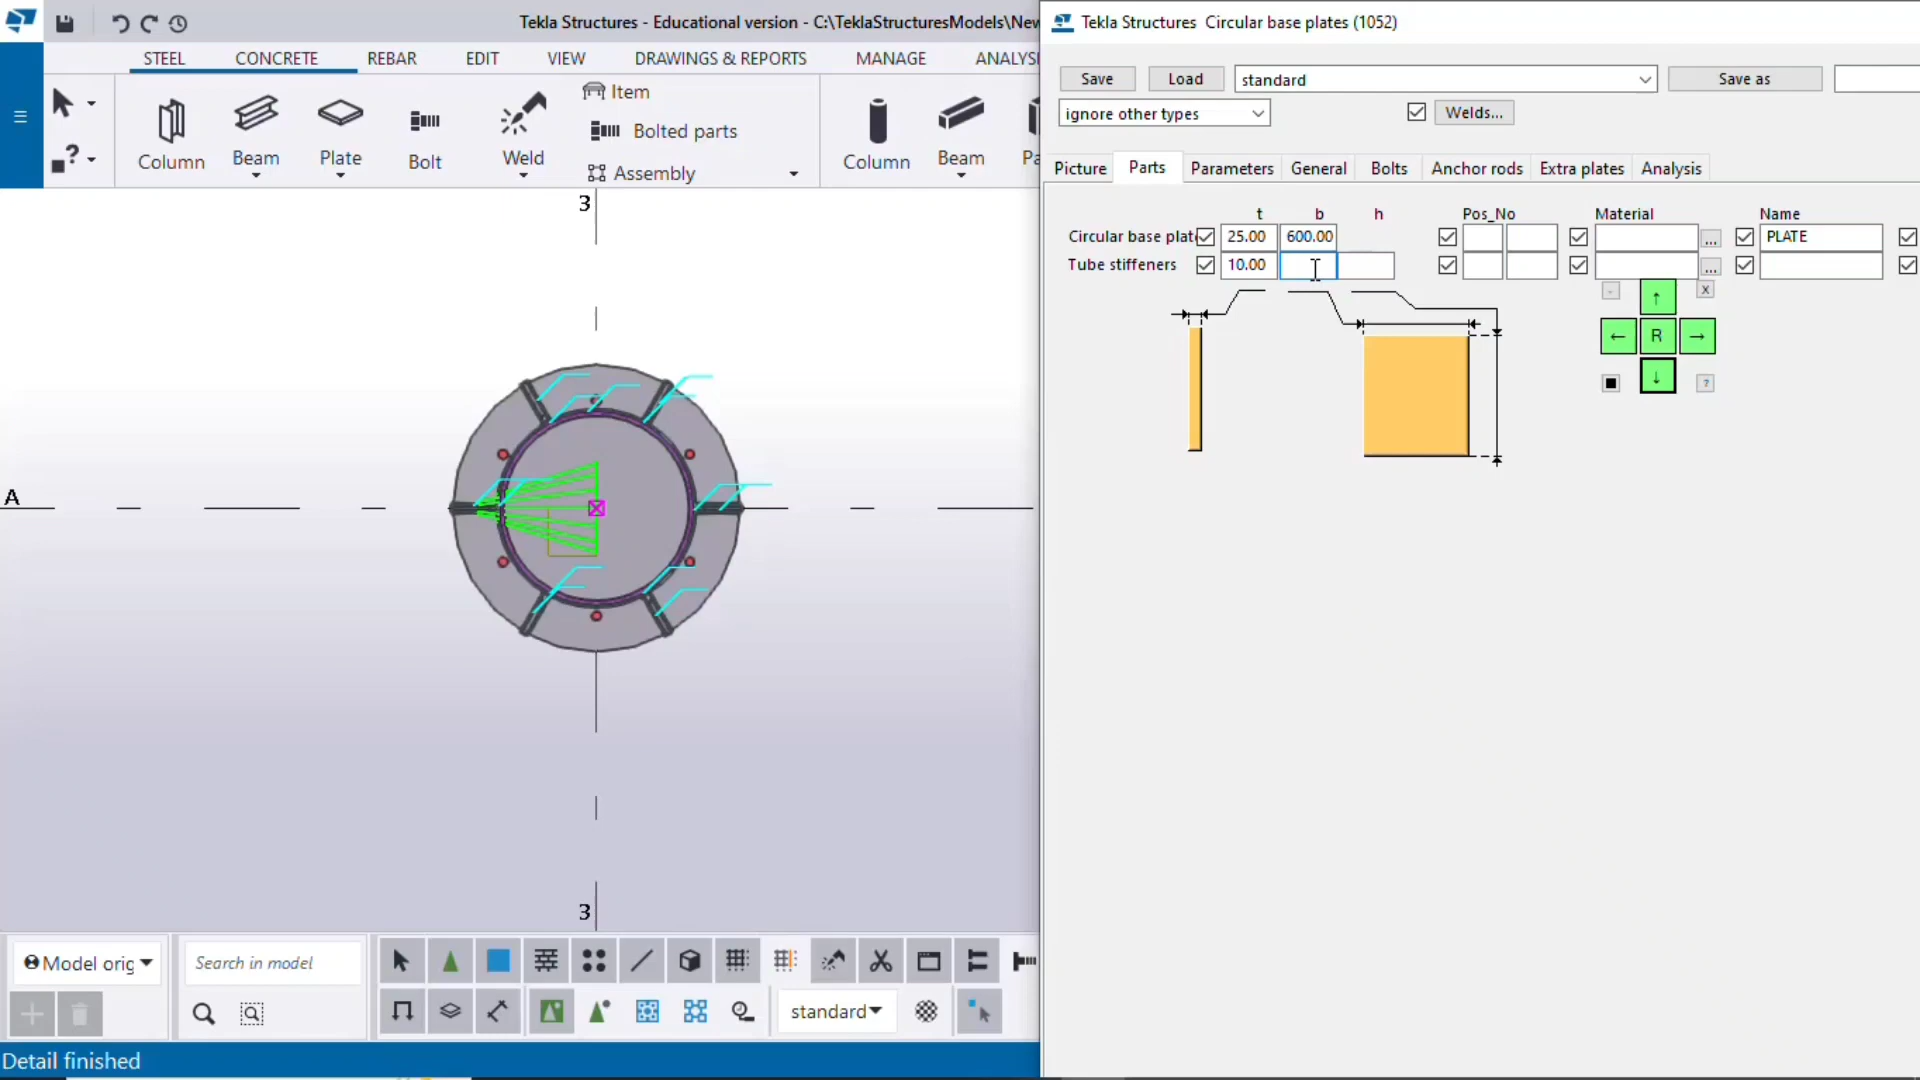 Tekla Structures - Educational version - C:\TeklaStructuresModels\New
STEEL CONCRETE REBAR EDIT VIEW DRAWINGS & REPORTS MANAGE ANALYS
Item
Column Beam Plate Bolt Weld Bolted parts Column Beam Pa
Assembly
3
A
3
Model orig
Search in model
standard
Detail finished
Tekla Structures Circular base plates (1052)
Save Load standard Save as
ignore other types Welds...
Picture Parts Parameters General Bolts Anchor rods Extra plates Analysis
t b h Pos_No Material Name
Circular base plat 25.00 600.00 ... PLATE
Tube stiffeners 10.00 ...
- ↑ X
← R →
↓ ?